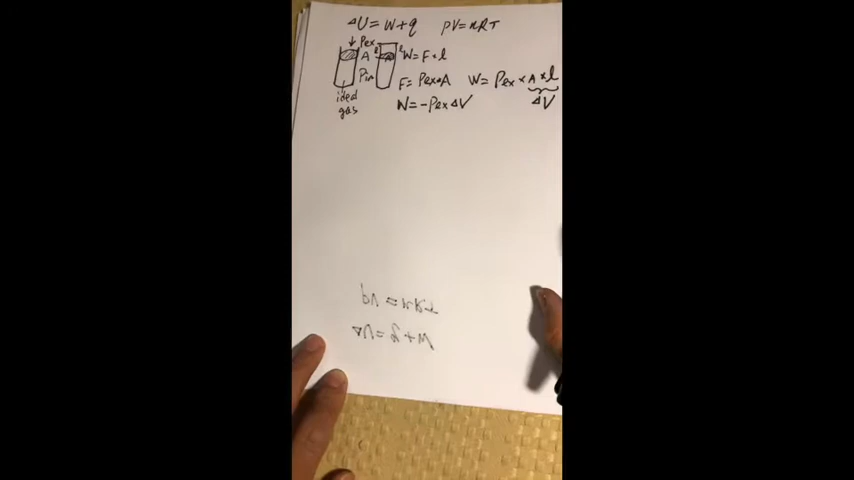 ΔU = W + q   PV = nRT
↓ Pex
A l l W = F × l
Pin
F = Pex × A   W = Pex × A × l
ideal gas
ΔV
W = -Pex ΔV
PV = nRT
ΔU = q + W